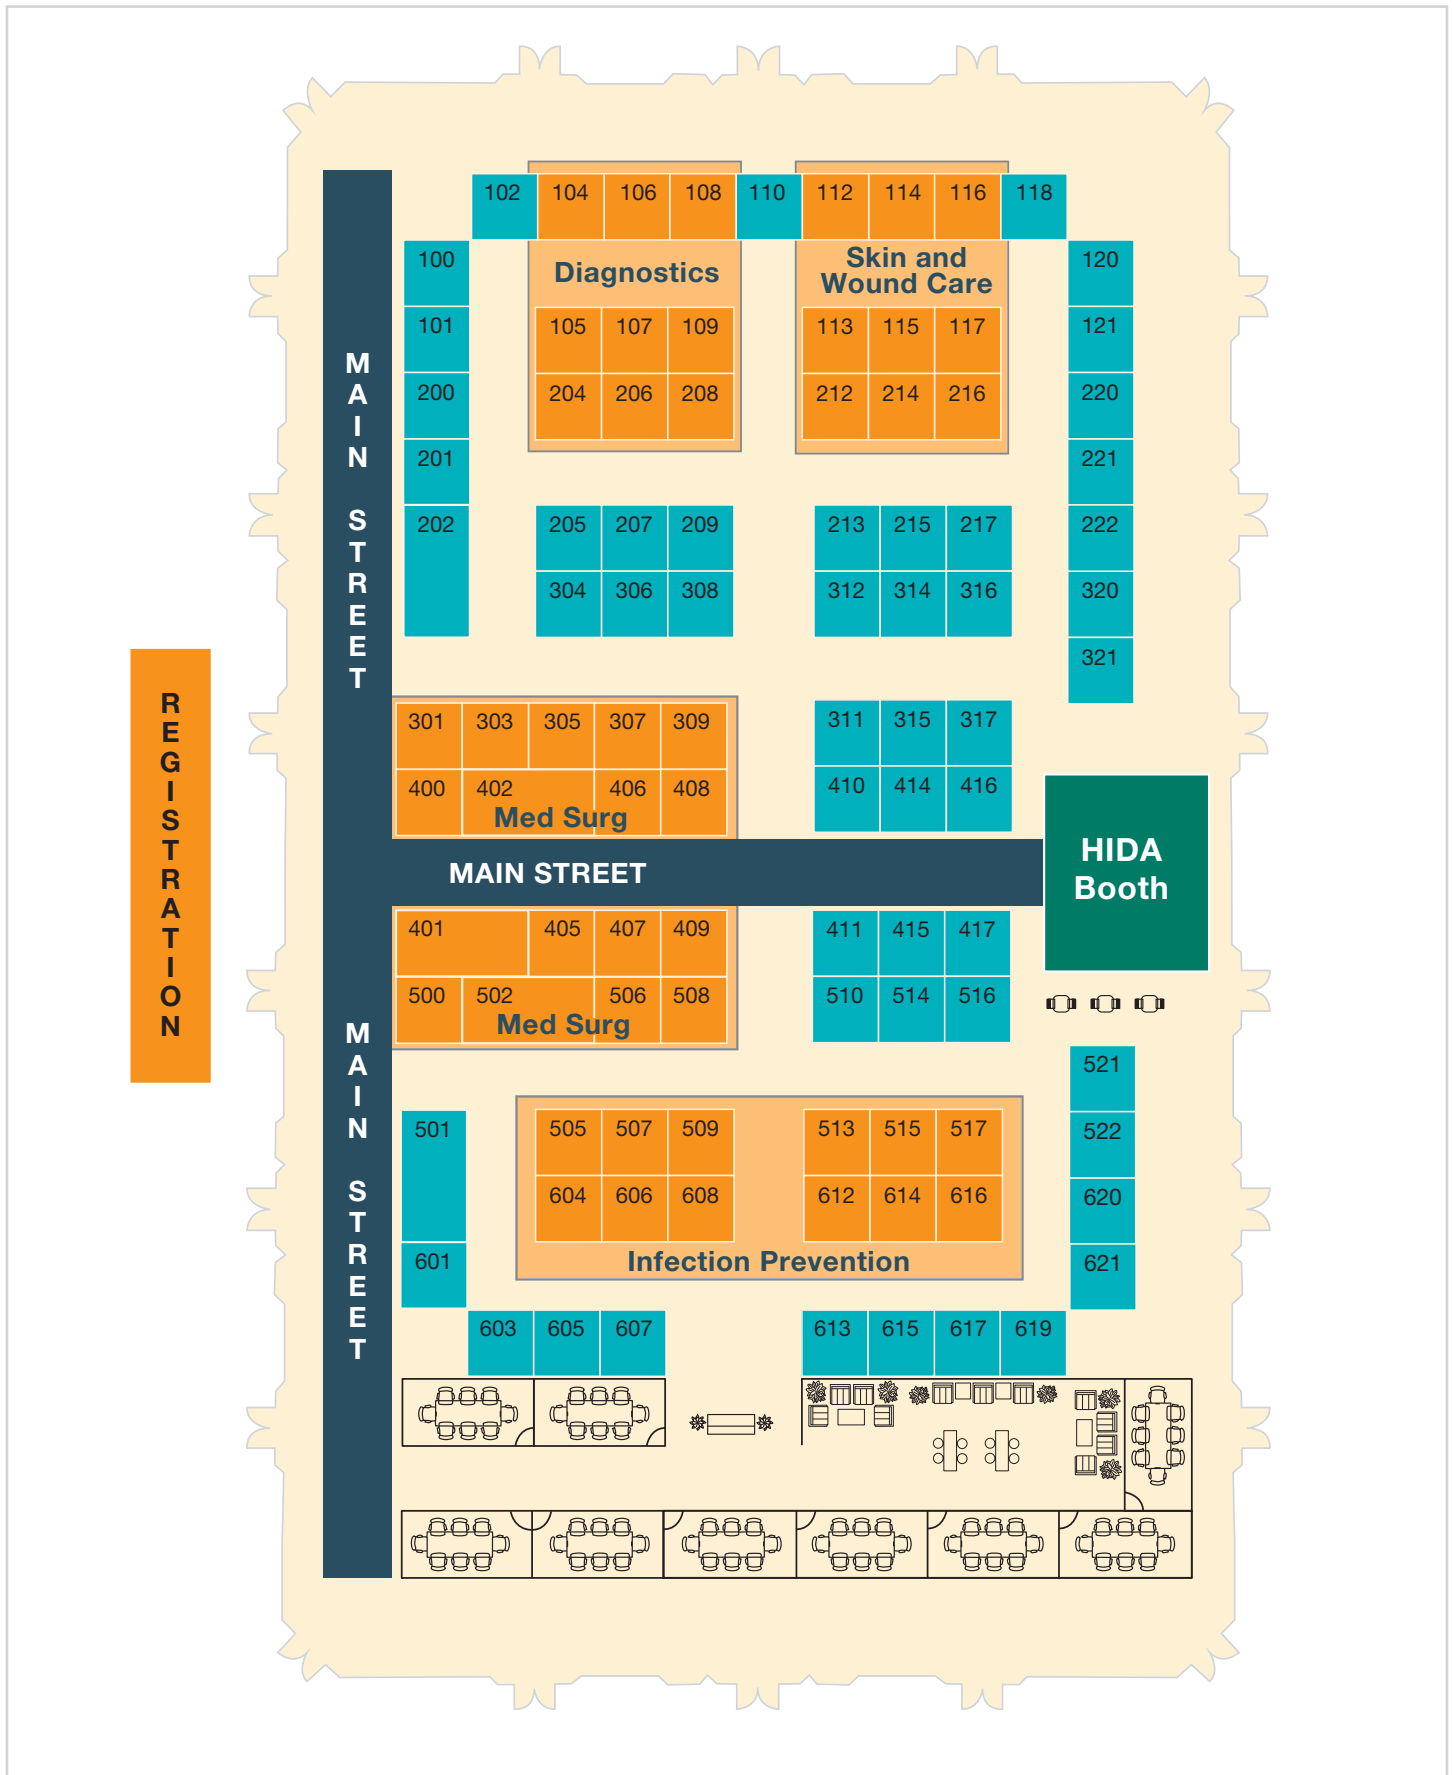 102 104 106 108 110 112 114 116 118
100 Diagnostics Skin and 120
Wound Care
101 105 107 109 113 115 117 121
200 204 206 208 212 214 216 220
201 221
202 205 207 209 213 215 217 222
304 306 308 312 314 316 320
321
MAIN STREET
REGISTRATION
301 303 305 307 309 311 315 317
400 402 406 408 410 414 416
Med Surg
MAIN STREET
HIDA
Booth
401 405 407 409 411 415 417
500 502 506 508 510 514 516
Med Surg
MAIN STREET
521
501 505 507 509 513 515 517 522
604 606 608 612 614 616 620
601 Infection Prevention 621
603 605 607 613 615 617 619